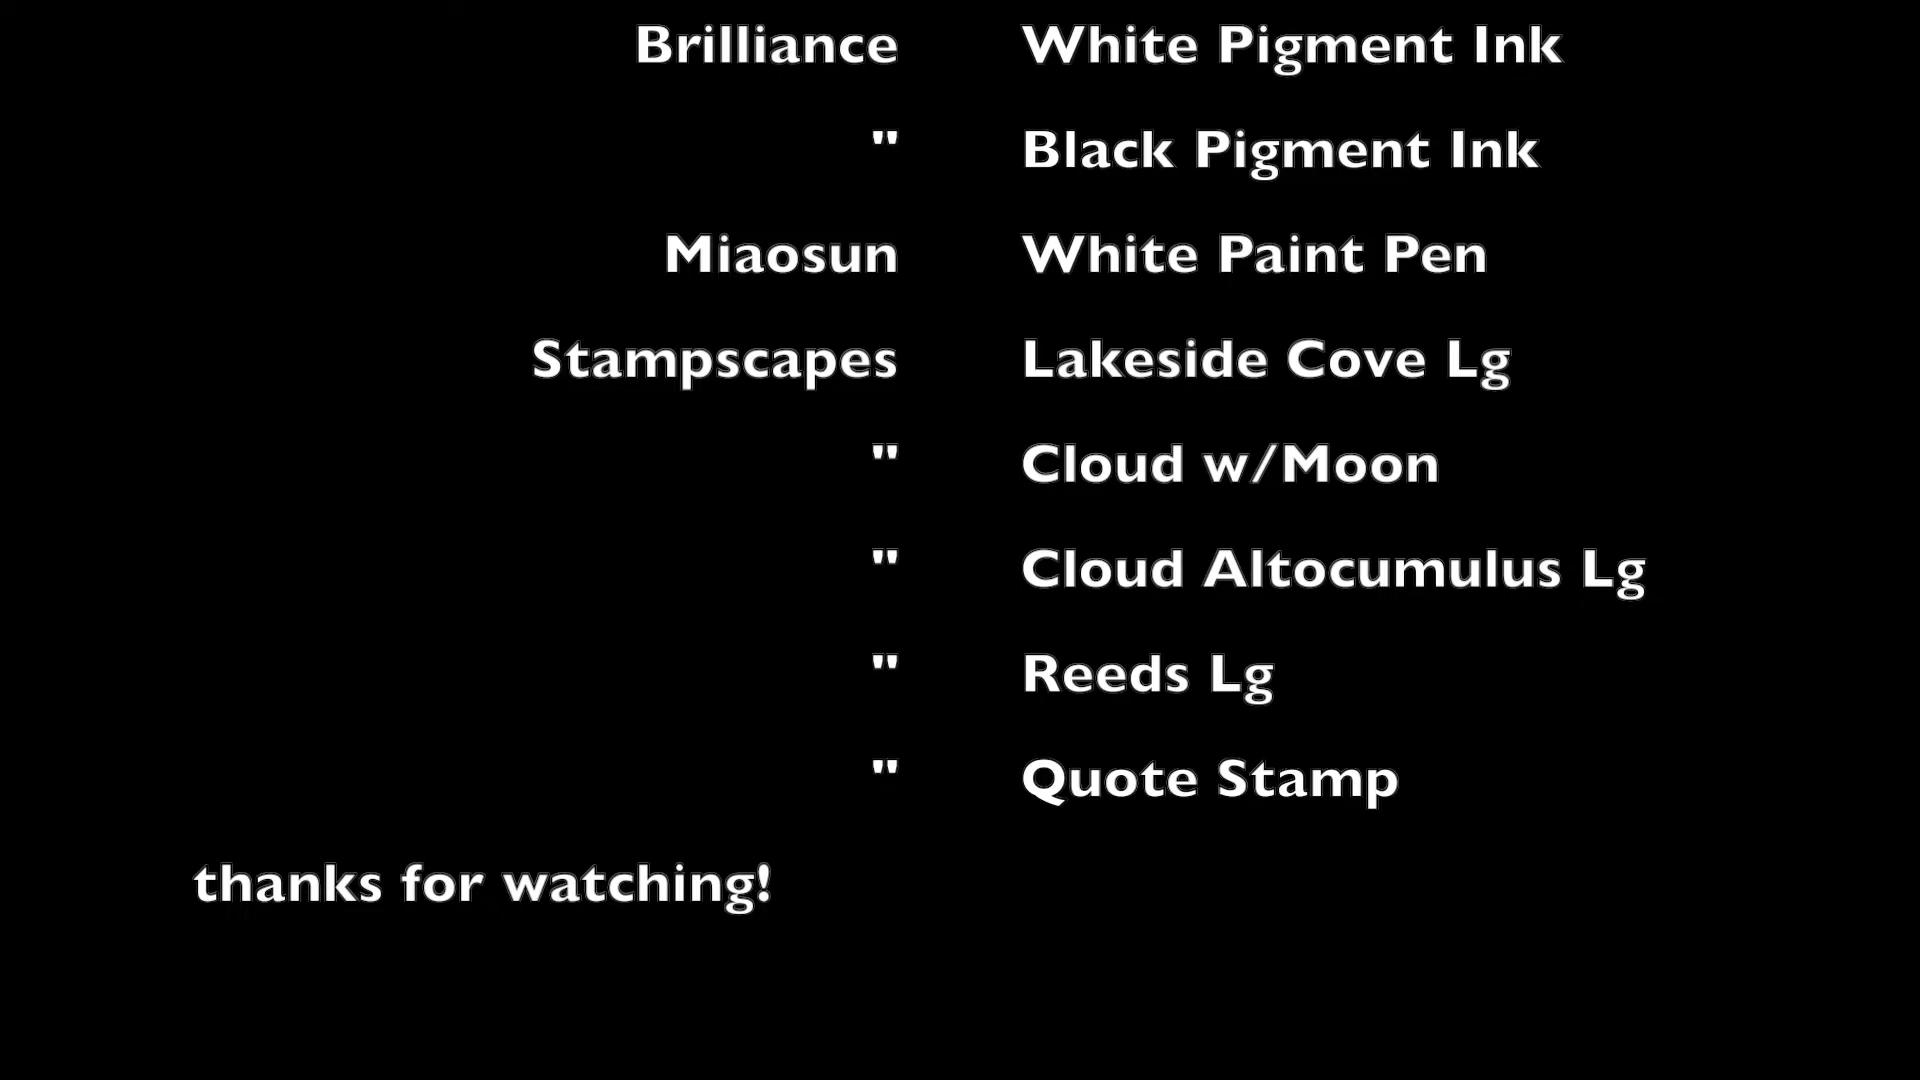 Brilliance White Pigment Ink
" Black Pigment Ink
Miaosun White Paint Pen
Stampscapes Lakeside Cove Lg
" Cloud w/Moon
" Cloud Altocumulus Lg
" Reeds Lg
" Quote Stamp
thanks for watching!